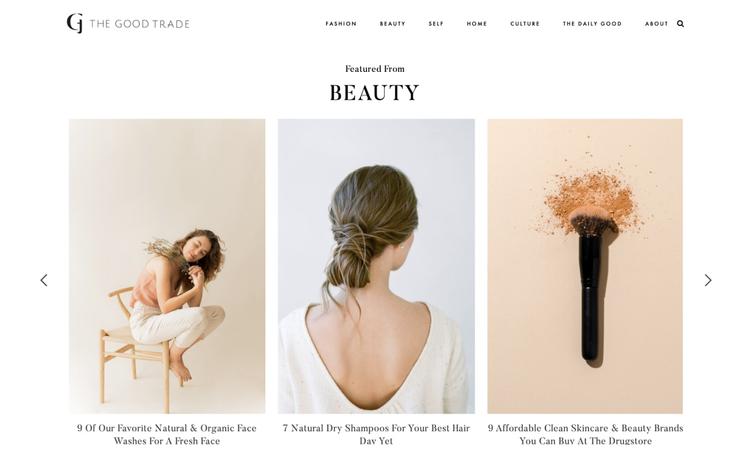 THE GOOD TRADE
FASHION BEAUTY SELF HOME CULTURE THE DAILY GOOD ABOUT
Featured From
BEAUTY
9 Of Our Favorite Natural & Organic Face
Washes For A Fresh Face
7 Natural Dry Shampoos For Your Best Hair
Day Yet
9 Affordable Clean Skincare & Beauty Brands
You Can Buy At The Drugstore